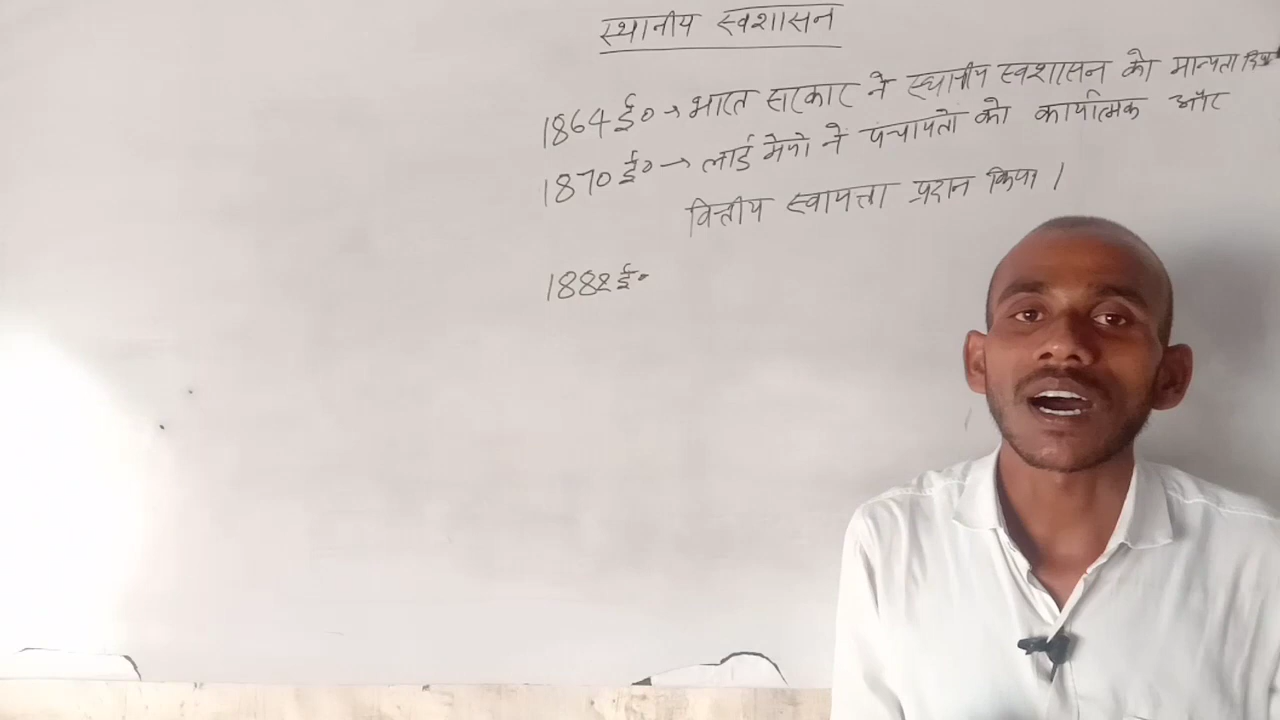 स्थानीय स्वशासन
1864 ई० → भारत सरकार ने स्थानीय स्वशासन को मान्यता
1870 ई० → लार्ड मेयो ने पंचायतो को कार्यात्मक और
वित्तीय स्वायत्ता प्रदान किया।
1882 ई०